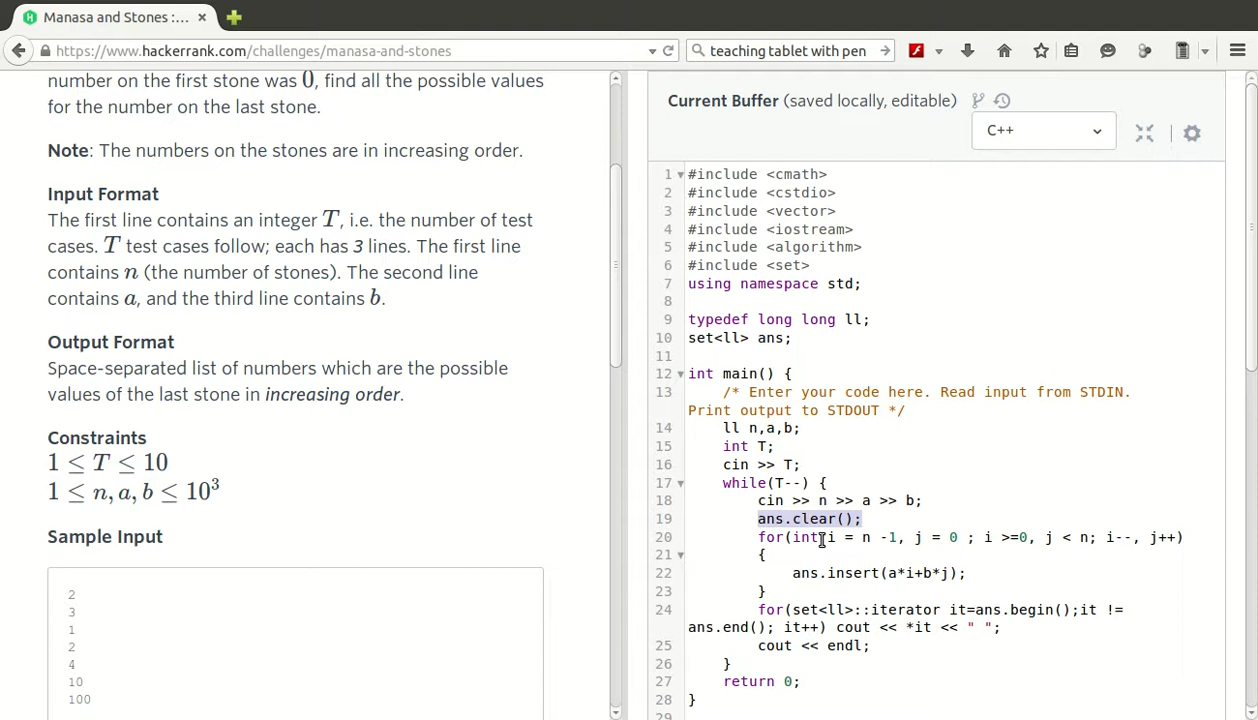 Manasa and Stones :...
https://www.hackerrank.com/challenges/manasa-and-stones
teaching tablet with pen
number on the first stone was 0, find all the possible values
for the number on the last stone.
Note: The numbers on the stones are in increasing order.
Input Format
The first line contains an integer T, i.e. the number of test
cases. T test cases follow; each has 3 lines. The first line
contains n (the number of stones). The second line
contains a, and the third line contains b.
Output Format
Space-separated list of numbers which are the possible
values of the last stone in increasing order.
Constraints
1 ≤ T ≤ 10
1 ≤ n, a, b ≤ 10³
Sample Input
2
3
1
2
4
10
100
Current Buffer (saved locally, editable)
C++
1 #include <cmath>
2 #include <cstdio>
3 #include <vector>
4 #include <iostream>
5 #include <algorithm>
6 #include <set>
7 using namespace std;
8
9 typedef long long ll;
10 set<ll> ans;
11
12 int main() {
13 /* Enter your code here. Read input from STDIN.
Print output to STDOUT */
14 ll n,a,b;
15 int T;
16 cin >> T;
17 while(T--) {
18 cin >> n >> a >> b;
19 ans.clear();
20 for(int i = n -1, j = 0 ; i >=0, j < n; i--, j++)
21 {
22 ans.insert(a*i+b*j);
23 }
24 for(set<ll>::iterator it=ans.begin();it !=
ans.end(); it++) cout << *it << " ";
25 cout << endl;
26 }
27 return 0;
28 }
29